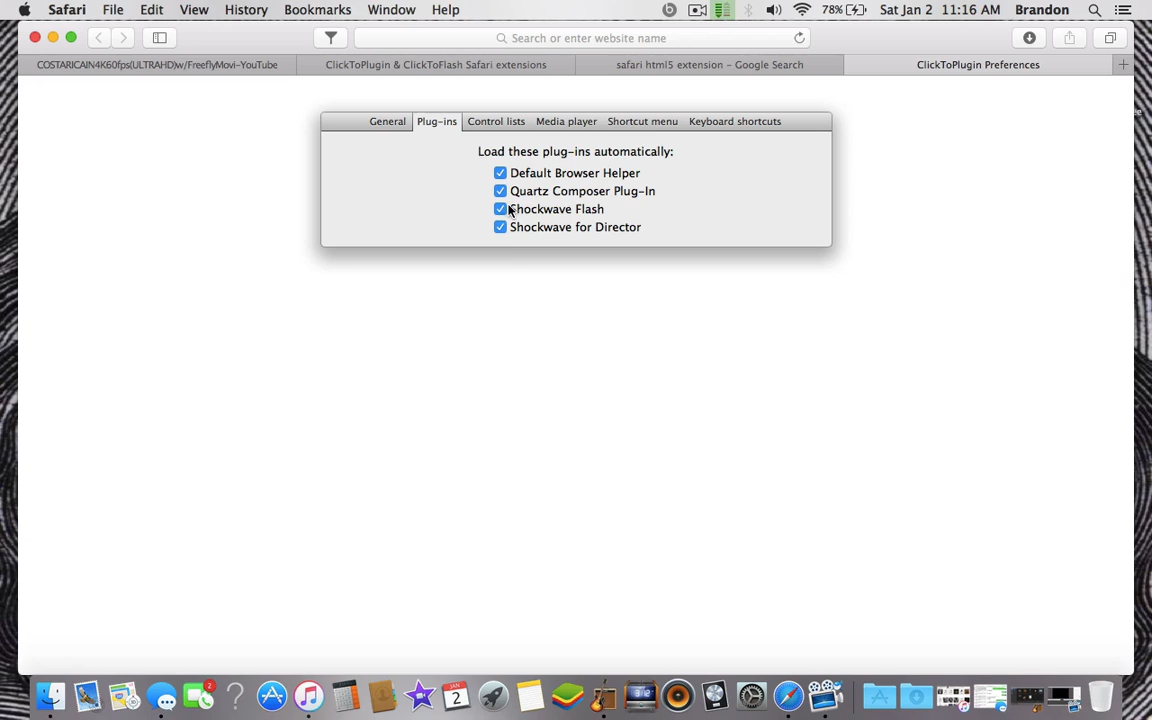 Safari File Edit View History Bookmarks Window Help 78% Sat Jan 2 11:16 AM Brandon
Search or enter website name
COSTARICAIN4K60fps(ULTRAHD)w/FreeflyMovi-YouTube ClickToPlugin & ClickToFlash Safari extensions safari html5 extension - Google Search ClickToPlugin Preferences
General Plug-ins Control lists Media player Shortcut menu Keyboard shortcuts
Load these plug-ins automatically:
Default Browser Helper
Quartz Composer Plug-In
Shockwave Flash
Shockwave for Director
2
JAN
2